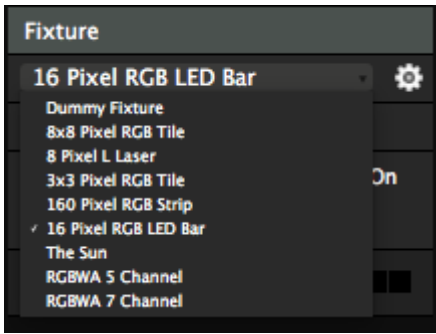 Fixture
16 Pixel RGB LED Bar
Dummy Fixture
8x8 Pixel RGB Tile
8 Pixel L Laser
3x3 Pixel RGB Tile
On
160 Pixel RGB Strip
✓ 16 Pixel RGB LED Bar
The Sun
RGBWA 5 Channel
RGBWA 7 Channel